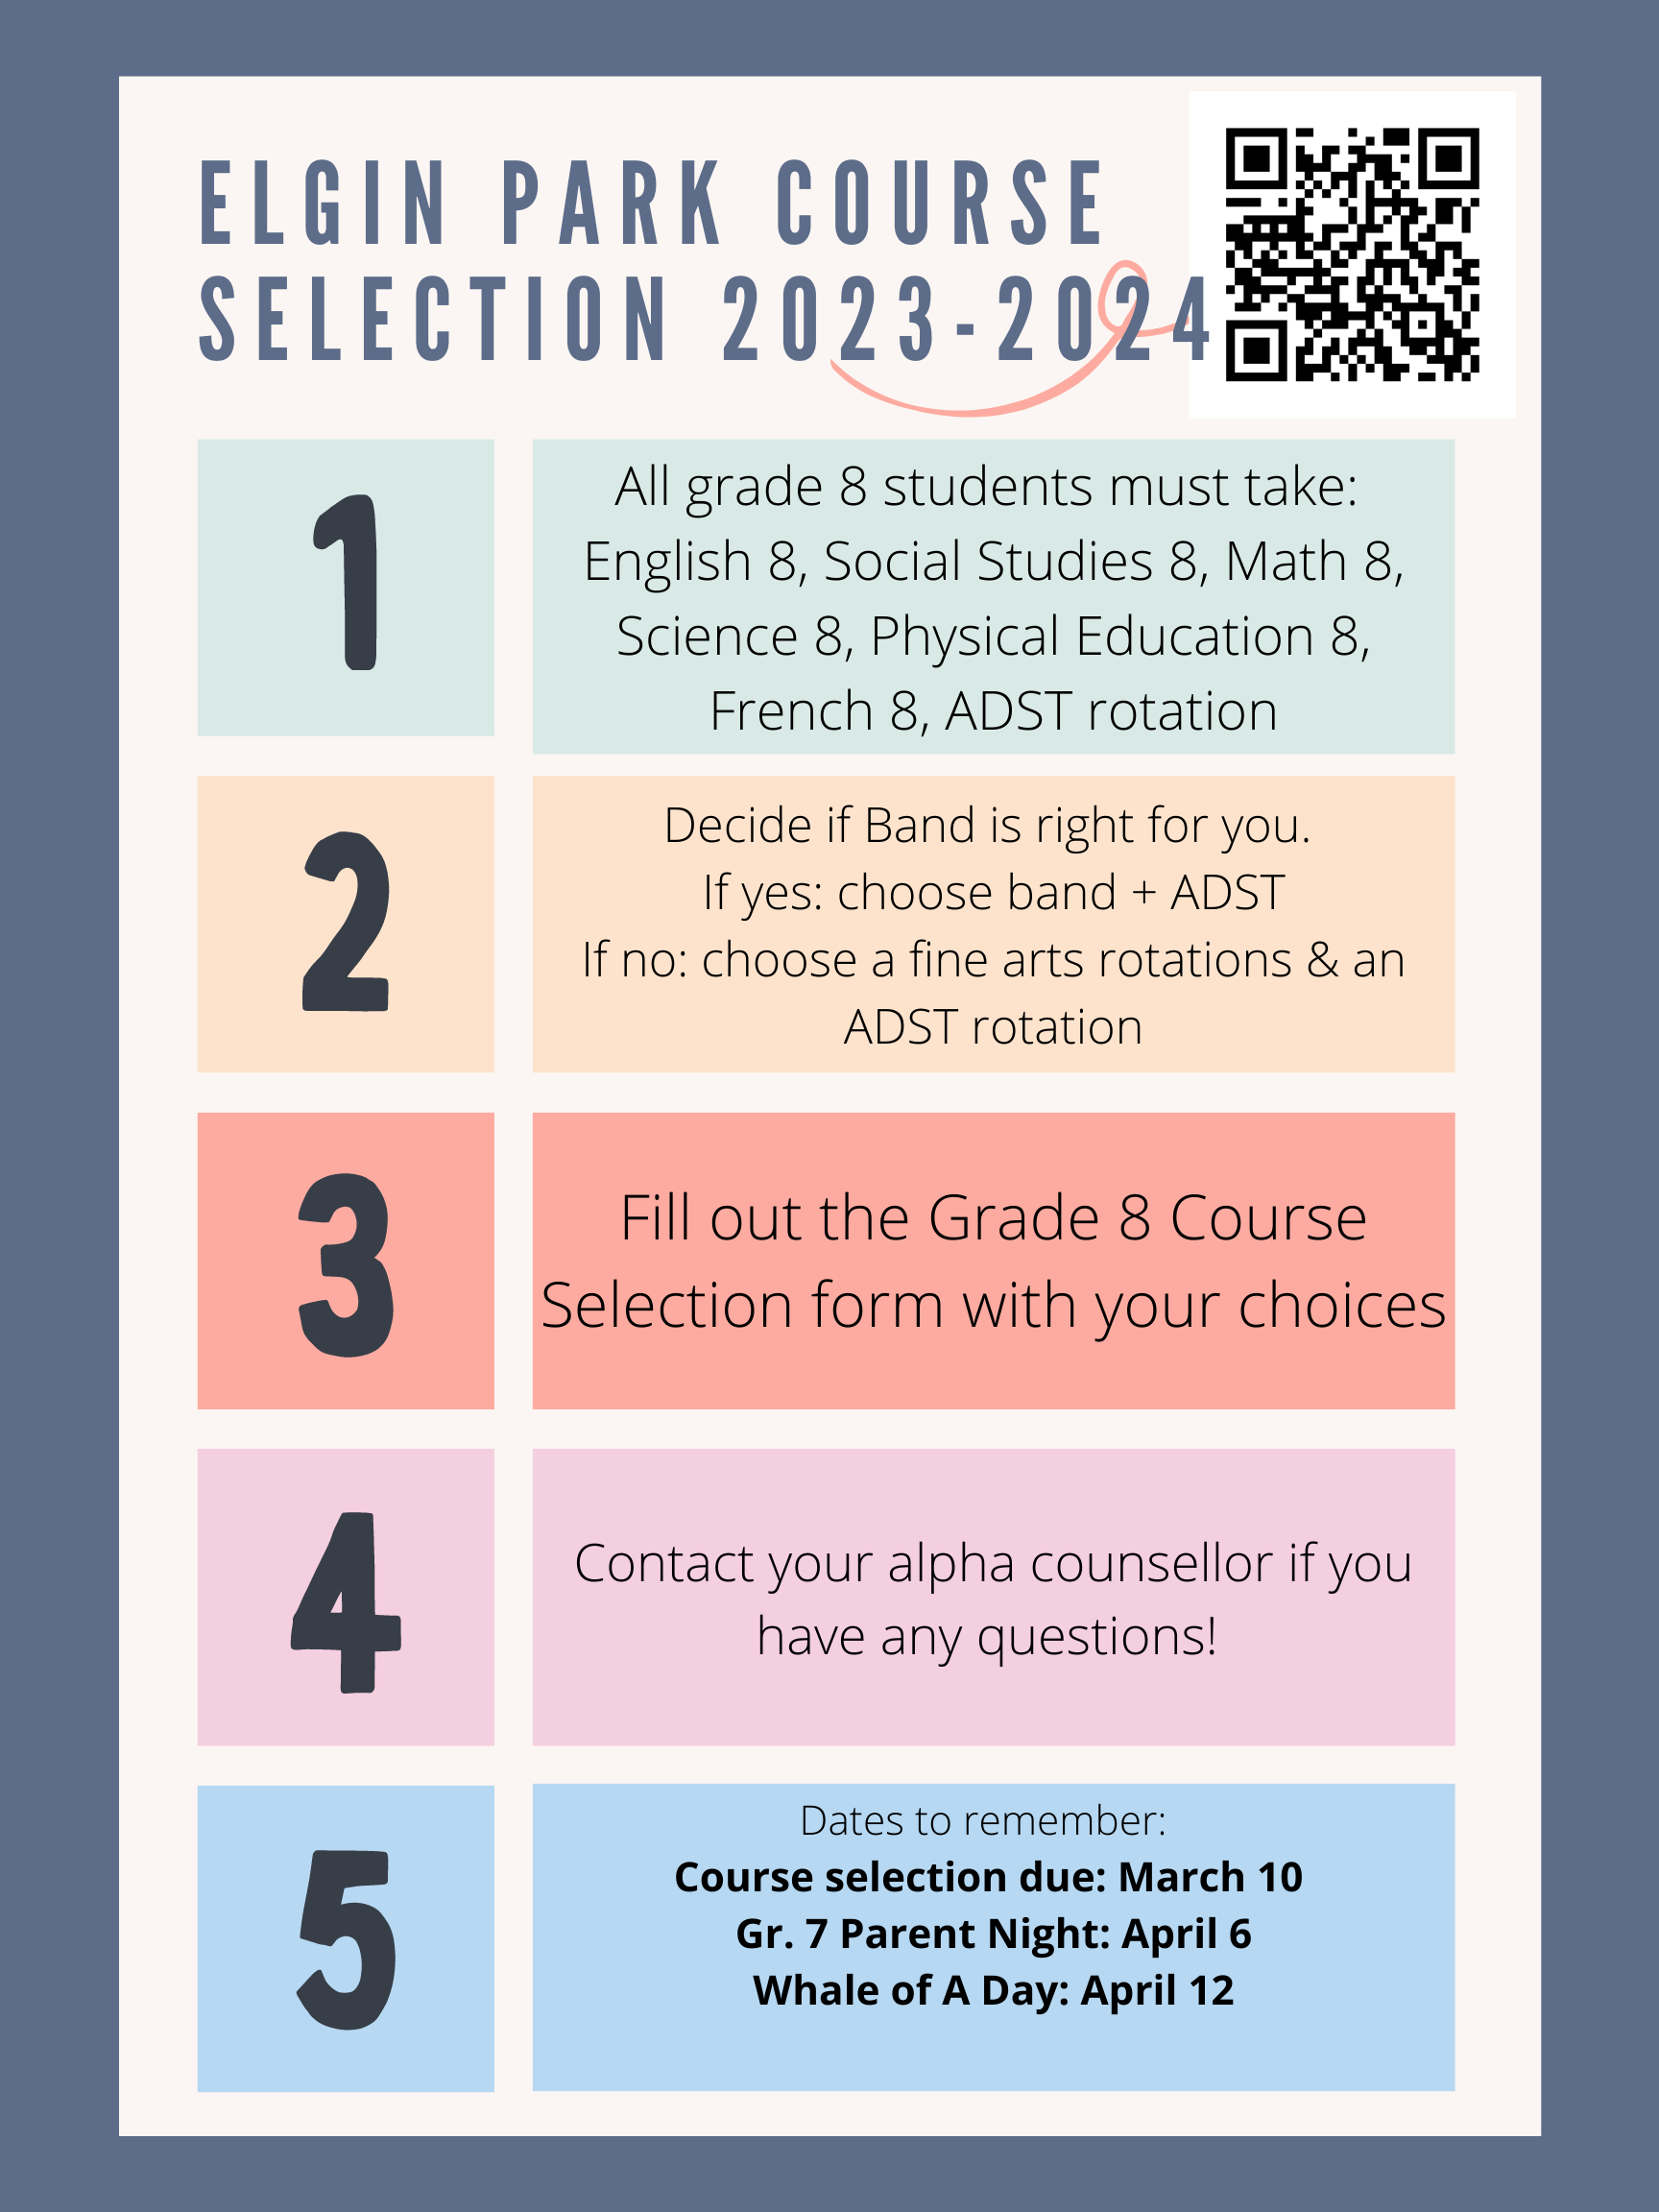 ELGIN PARK COURSE
SELECTION 2023-2024
1
All grade 8 students must take:
English 8, Social Studies 8, Math 8,
Science 8, Physical Education 8,
French 8, ADST rotation
2
Decide if Band is right for you.
If yes: choose band + ADST
If no: choose a fine arts rotations & an
ADST rotation
3
Fill out the Grade 8 Course
Selection form with your choices
4
Contact your alpha counsellor if you
have any questions!
5
Dates to remember:
Course selection due: March 10
Gr. 7 Parent Night: April 6
Whale of A Day: April 12